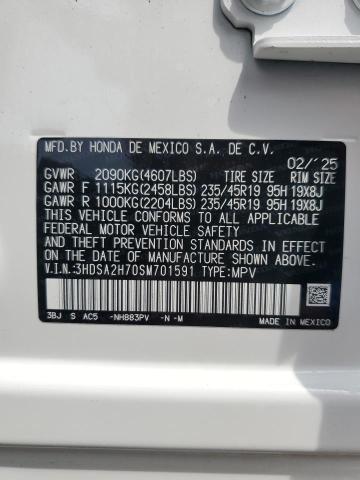 MFD.BY HONDA DE MEXICO S.A. DE C.V.
02/'25
GVWR 2090KG(4607LBS) TIRE SIZE RIM SIZE
GAWR F 1115KG(2458LBS) 235/45R19 95H 19X8J
GAWR R 1000KG(2204LBS) 235/45R19 95H 19X8J
THIS VEHICLE CONFORMS TO ALL APPLICABLE
FEDERAL MOTOR VEHICLE SAFETY
AND THEFT PREVENTION STANDARDS IN EFFECT
ON THE DATE OF MANUFACTURE SHOWN ABOVE.
V.I.N.:3HDSA2H70SM701591 TYPE:MPV
3BJ S AC5 -NH883PV -N -M
MADE IN MEXICO